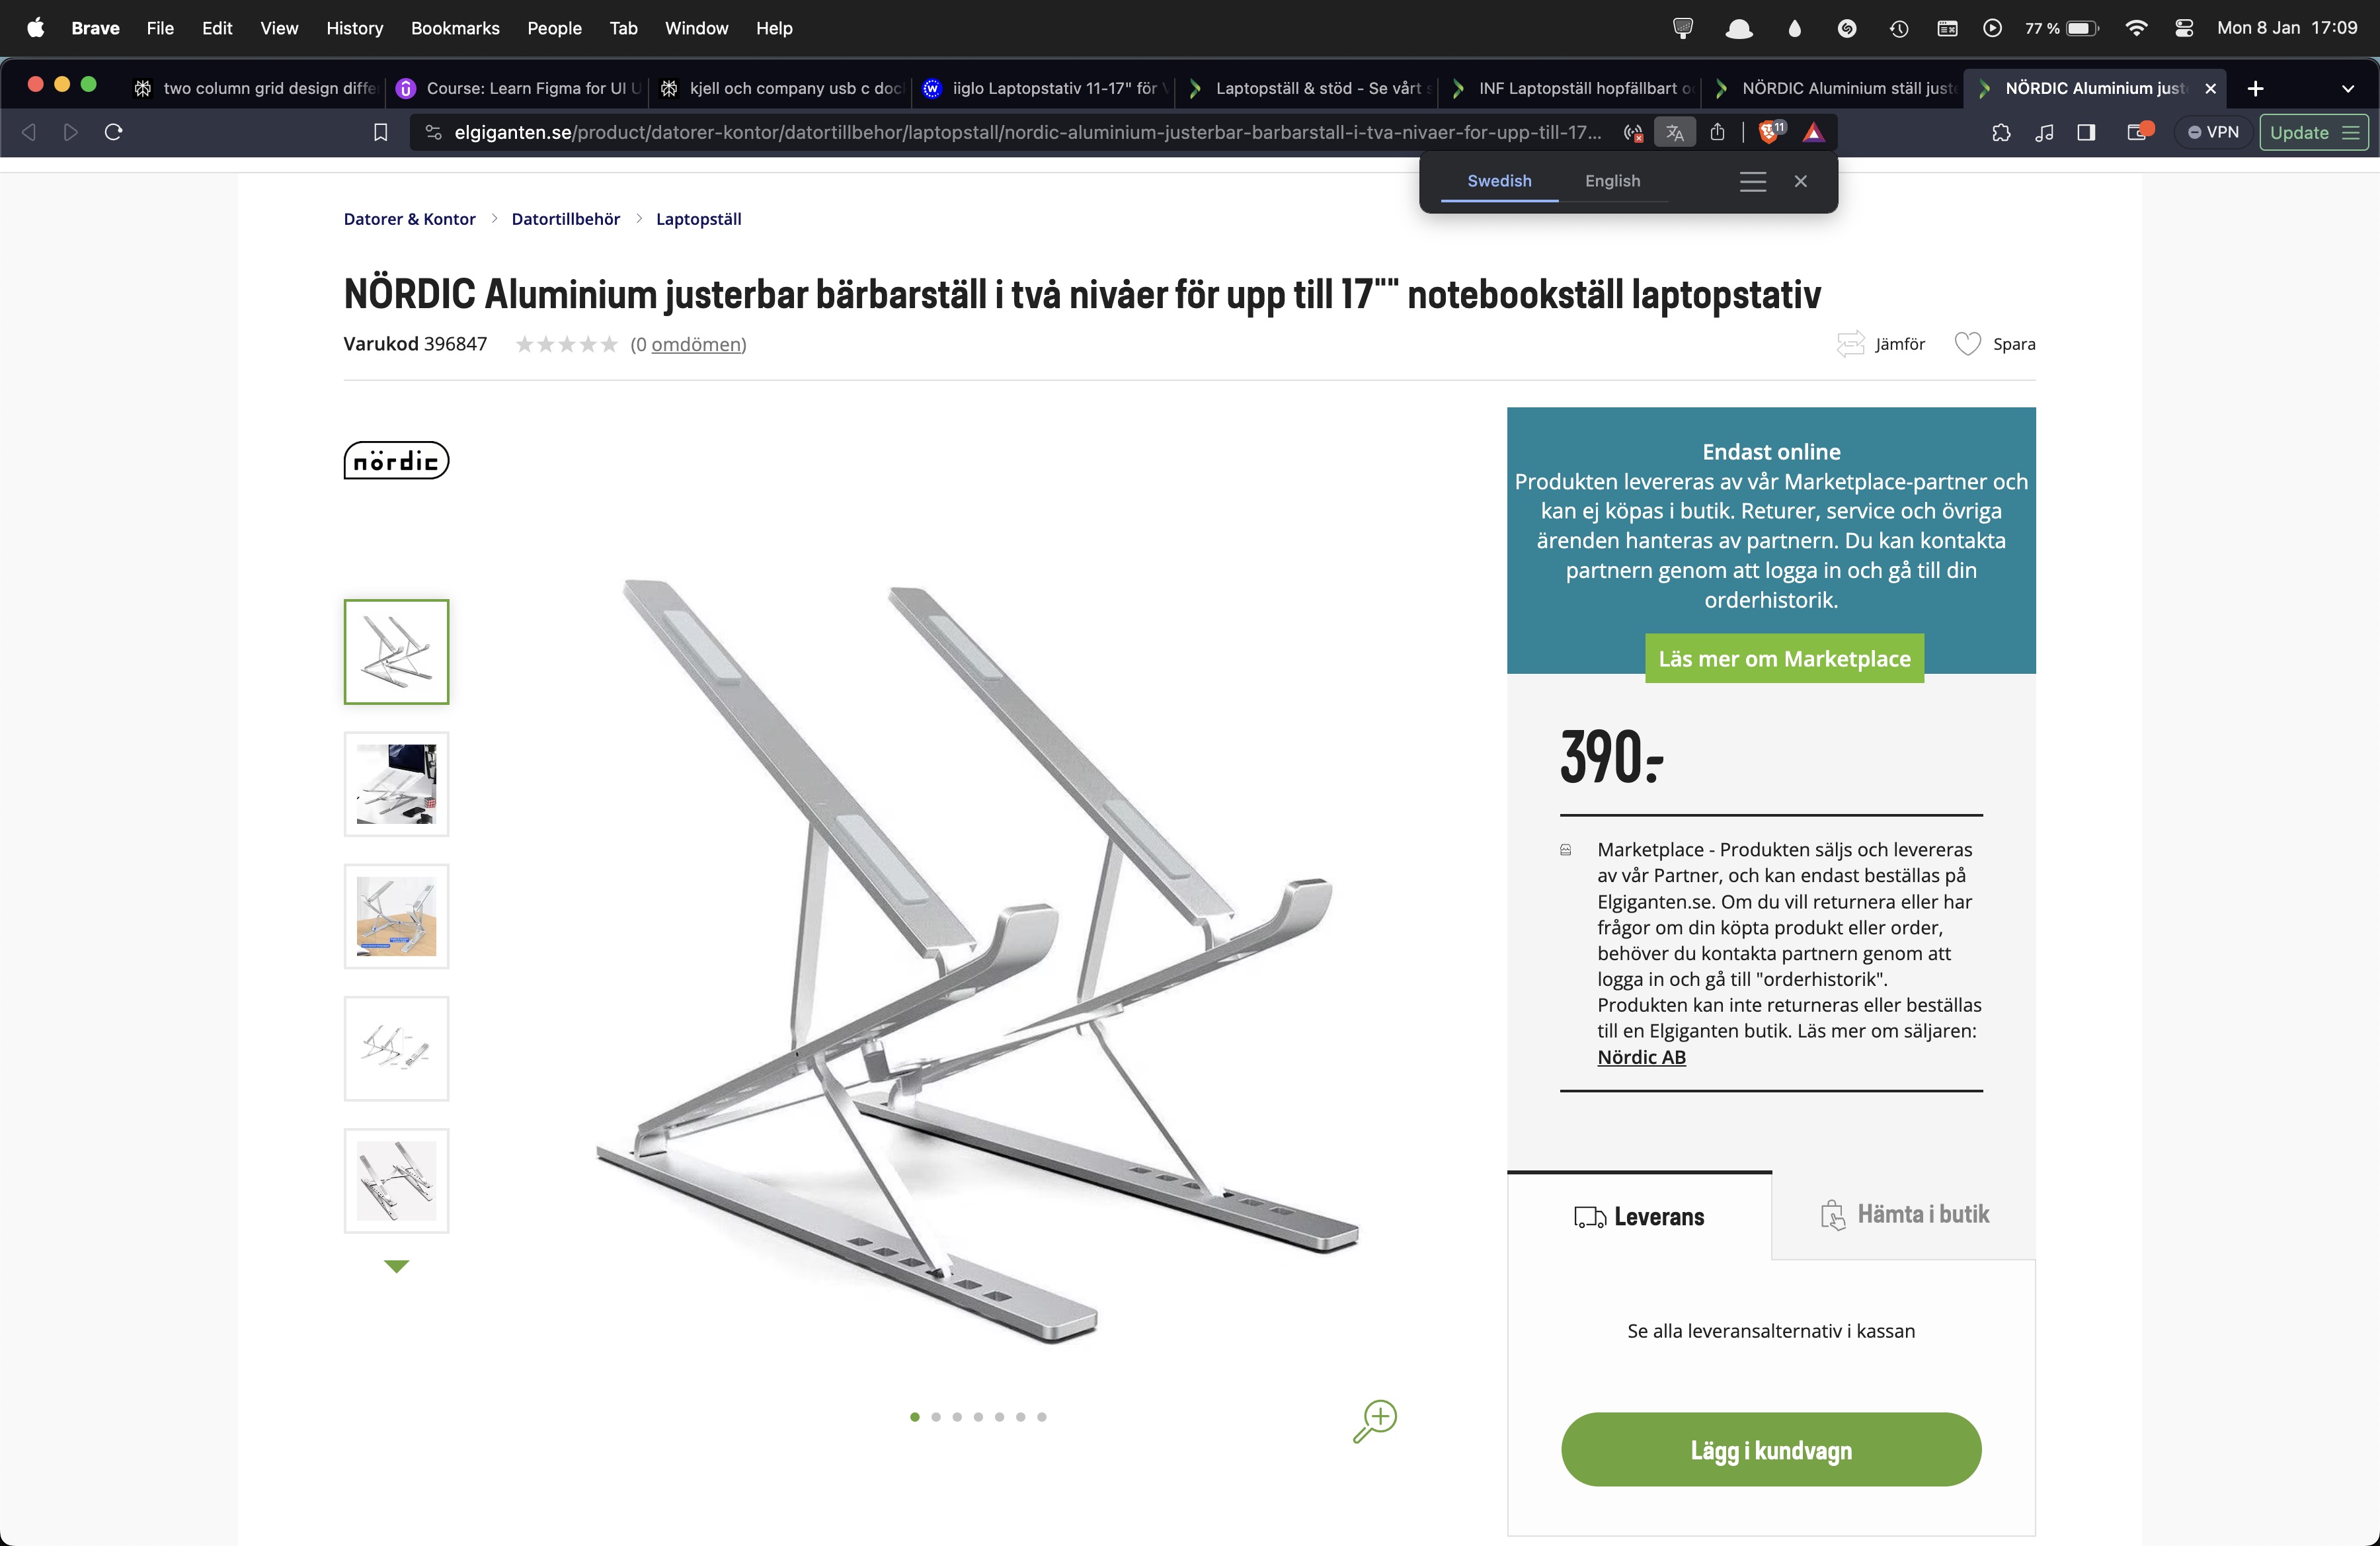 Brave File Edit View History Bookmarks People Tab Window Help
77 % Mon 8 Jan 17:09
two column grid design diffe
Course: Learn Figma for UI U
kjell och company usb c doc
iiglo Laptopstativ 11-17" för
Laptopställ & stöd - Se vårt s
INF Laptopställ hopfällbart o
NÖRDIC Aluminium ställ juste
NÖRDIC Aluminium just
elgiganten.se/product/datorer-kontor/datortillbehor/laptopstall/nordic-aluminium-justerbar-barbarstall-i-tva-nivaer-for-upp-till-17...
11
VPN
Update
Swedish English
Datorer & Kontor > Datortillbehör > Laptopställ
NÖRDIC Aluminium justerbar bärbarställ i två nivåer för upp till 17"" notebookställ laptopstativ
Varukod 396847 (0 omdömen)
Jämför Spara
nördic
Endast online
Produkten levereras av vår Marketplace-partner och
kan ej köpas i butik. Returer, service och övriga
ärenden hanteras av partnern. Du kan kontakta
partnern genom att logga in och gå till din
orderhistorik.
Läs mer om Marketplace
390:-
Marketplace - Produkten säljs och levereras
av vår Partner, och kan endast beställas på
Elgiganten.se. Om du vill returnera eller har
frågor om din köpta produkt eller order,
behöver du kontakta partnern genom att
logga in och gå till "orderhistorik".
Produkten kan inte returneras eller beställas
till en Elgiganten butik. Läs mer om säljaren:
Nördic AB
Leverans
Hämta i butik
Se alla leveransalternativ i kassan
Lägg i kundvagn